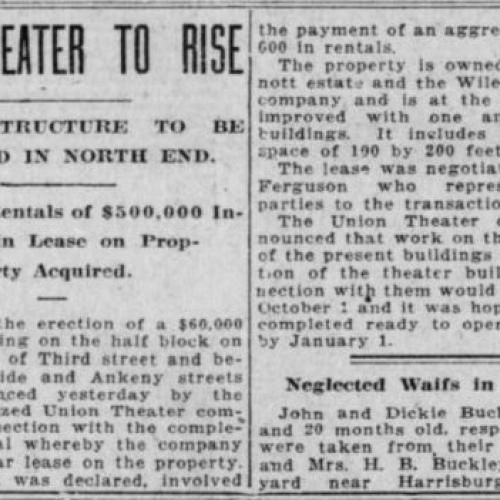 EATER TO RISE
TRUCTURE TO BE
D IN NORTH END.
entals of $500,000 In-
n Lease on Prop-
ty Acquired.
the erection of a $60,000
ing on the half block on
of Third street and be-
ide and Ankeny streets
nced yesterday by the
zed Union Theater com-
nection with the comple-
al whereby the company
ar lease on the property.
was declared, involved
the payment of an aggre
600 in rentals.
The property is owned
nott estate and the Wile
company and is at the
improved with one an
buildings. It includes
space of 190 by 200 feet
The lease was negotiat
Ferguson who repres
parties to the transactio
The Union Theater c
nounced that work on th
of the present buildings
tion of the theater buil
nection with them would
October 1 and it was hop
completed ready to oper
by January 1.
Neglected Waifs in
John and Dickie Buck
and 20 months old, resp
were taken from their
and Mrs. H. B. Buckle
yard near Harrisburg